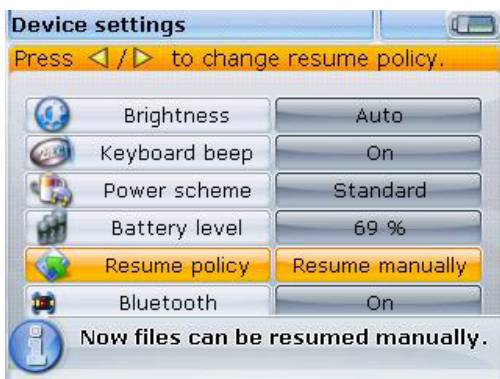 Device settings
Press ◁ / ▷ to change resume policy.
Brightness Auto
Keyboard beep On
Power scheme Standard
Battery level 69 %
Resume policy Resume manually
Bluetooth On
Now files can be resumed manually.